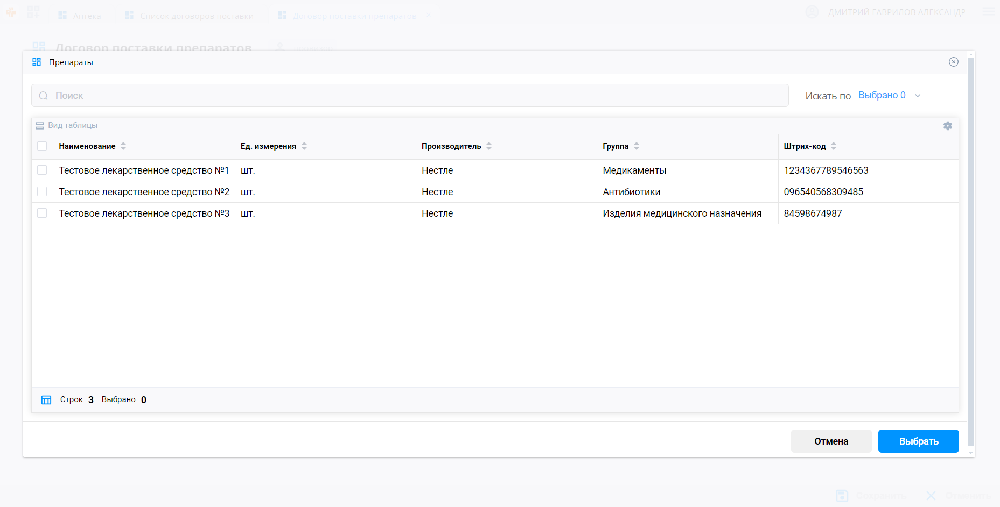 Аптека
Список договоров поставки
Договор поставки препаратов
ДМИТРИЙ ГАВРИЛОВ АЛЕКСАНДР
Договор поставки препаратов
Препараты
Поиск
Искать по Выбрано 0
Вид таблицы
Наименование Ед. измерения Производитель Группа Штрих-код
Тестовое лекарственное средство №1 шт. Нестле Медикаменты 1234367789546563
Тестовое лекарственное средство №2 шт. Нестле Антибиотики 096540568309485
Тестовое лекарственное средство №3 шт. Нестле Изделия медицинского назначения 84598674987
Строк 3 Выбрано 0
Отмена Выбрать
Сохранить Отменить